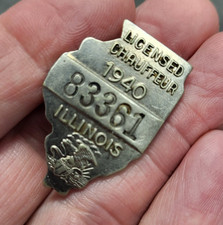 LICENSED
CHAUFFEUR
1940
83361
ILLINOIS